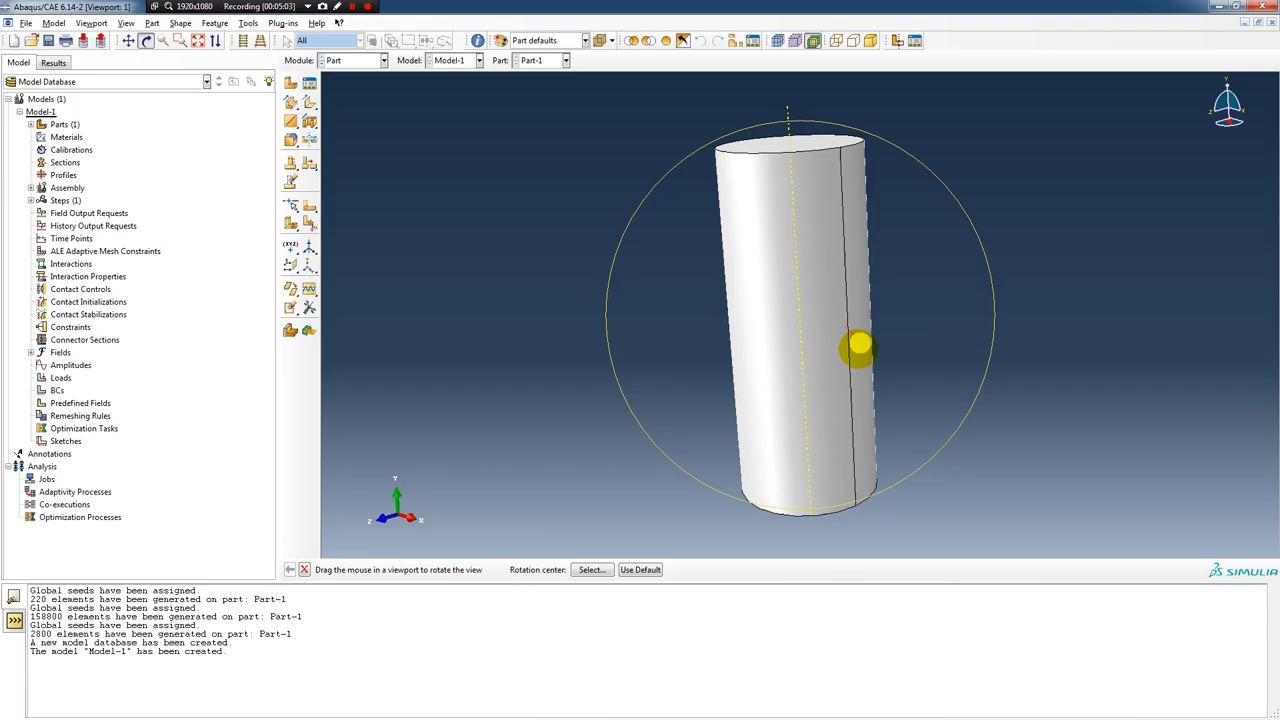 Abaqus/CAE 6.14-2 [Viewport: 1]
1920x1080
Recording [00:05:03]
File Model Viewport View Part Shape Feature Tools Plug-ins Help
All
Part defaults
Model Results
Module: Part Model: Model-1 Part: Part-1
Model Database
Models (1)
Model-1
Parts (1)
Materials
Calibrations
Sections
Profiles
Assembly
Steps (1)
Field Output Requests
History Output Requests
Time Points
ALE Adaptive Mesh Constraints
Interactions
Interaction Properties
Contact Controls
Contact Initializations
Contact Stabilizations
Constraints
Connector Sections
Fields
Amplitudes
Loads
BCs
Predefined Fields
Remeshing Rules
Optimization Tasks
Sketches
Annotations
Analysis
Jobs
Adaptivity Processes
Co-executions
Optimization Processes
(XYZ)
Y
Z X
Y
Z X
Drag the mouse in a viewport to rotate the view Rotation center: Select... Use Default
SIMULIA
Global seeds have been assigned.
220 elements have been generated on part: Part-1
Global seeds have been assigned.
158800 elements have been generated on part: Part-1
Global seeds have been assigned.
2800 elements have been generated on part: Part-1
A new model database has been created.
The model "Model-1" has been created.
>>>